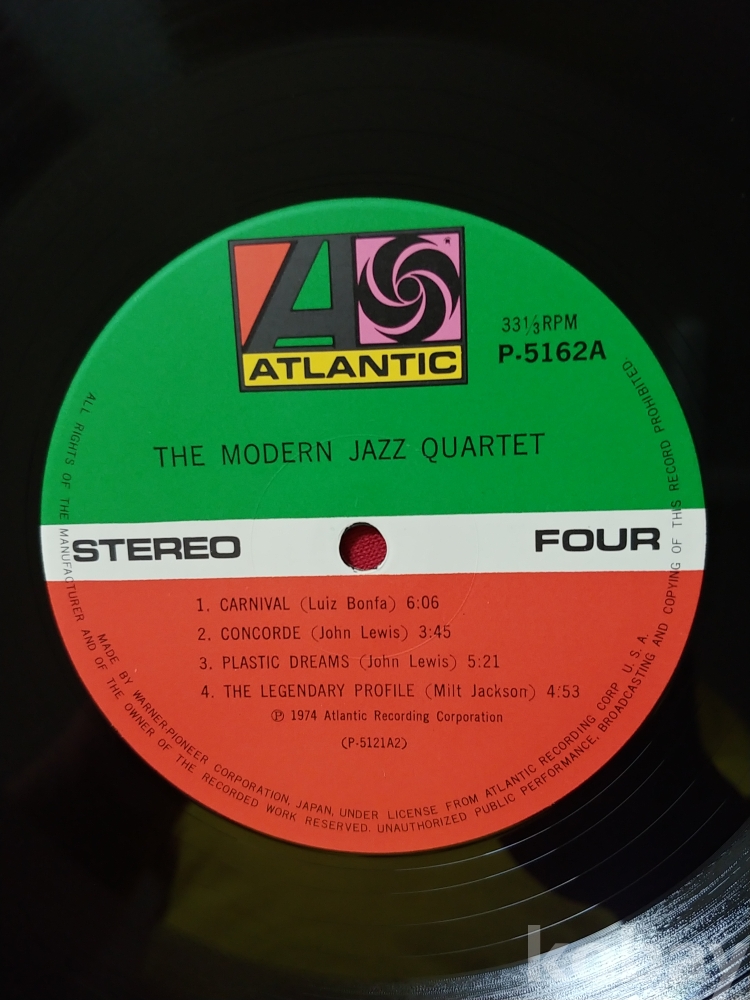 ATLANTIC
33⅓RPM
P-5162A
THE MODERN JAZZ QUARTET
STEREO
FOUR
1. CARNIVAL (Luiz Bonfa) 6:06
2. CONCORDE (John Lewis) 3:45
3. PLASTIC DREAMS (John Lewis) 5:21
4. THE LEGENDARY PROFILE (Milt Jackson) 4:53
℗ 1974 Atlantic Recording Corporation
(P-5121A2)
MADE BY WARNER-PIONEER CORPORATION, JAPAN, UNDER LICENSE FROM ATLANTIC RECORDING CORP. U. S. A.
ALL RIGHTS OF THE MANUFACTURER AND OF THE OWNER OF THE RECORDED WORK RESERVED. UNAUTHORIZED PUBLIC PERFORMANCE, BROADCASTING AND COPYING OF THIS RECORD PROHIBITED.